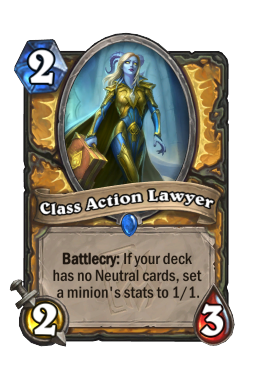 2
Class Action Lawyer
Battlecry: If your deck
has no Neutral cards, set
a minion's stats to 1/1.
2
3